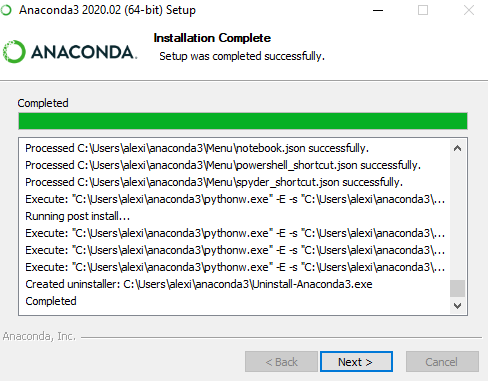 Anaconda3 2020.02 (64-bit) Setup
Installation Complete
Setup was completed successfully.
ANACONDA.
Completed
Processed C:\Users\alexi\anaconda3\Menu\notebook.json successfully.
Processed C:\Users\alexi\anaconda3\Menu\powershell_shortcut.json successfully.
Processed C:\Users\alexi\anaconda3\Menu\spyder_shortcut.json successfully.
Execute: "C:\Users\alexi\anaconda3\pythonw.exe" -E -s "C:\Users\alexi\anaconda3\...
Running post install...
Execute: "C:\Users\alexi\anaconda3\pythonw.exe" -E -s "C:\Users\alexi\anaconda3\...
Execute: "C:\Users\alexi\anaconda3\pythonw.exe" -E -s "C:\Users\alexi\anaconda3\...
Execute: "C:\Users\alexi\anaconda3\pythonw.exe" -E -s "C:\Users\alexi\anaconda3\...
Created uninstaller: C:\Users\alexi\anaconda3\Uninstall-Anaconda3.exe
Completed
Anaconda, Inc.
< Back
Next >
Cancel